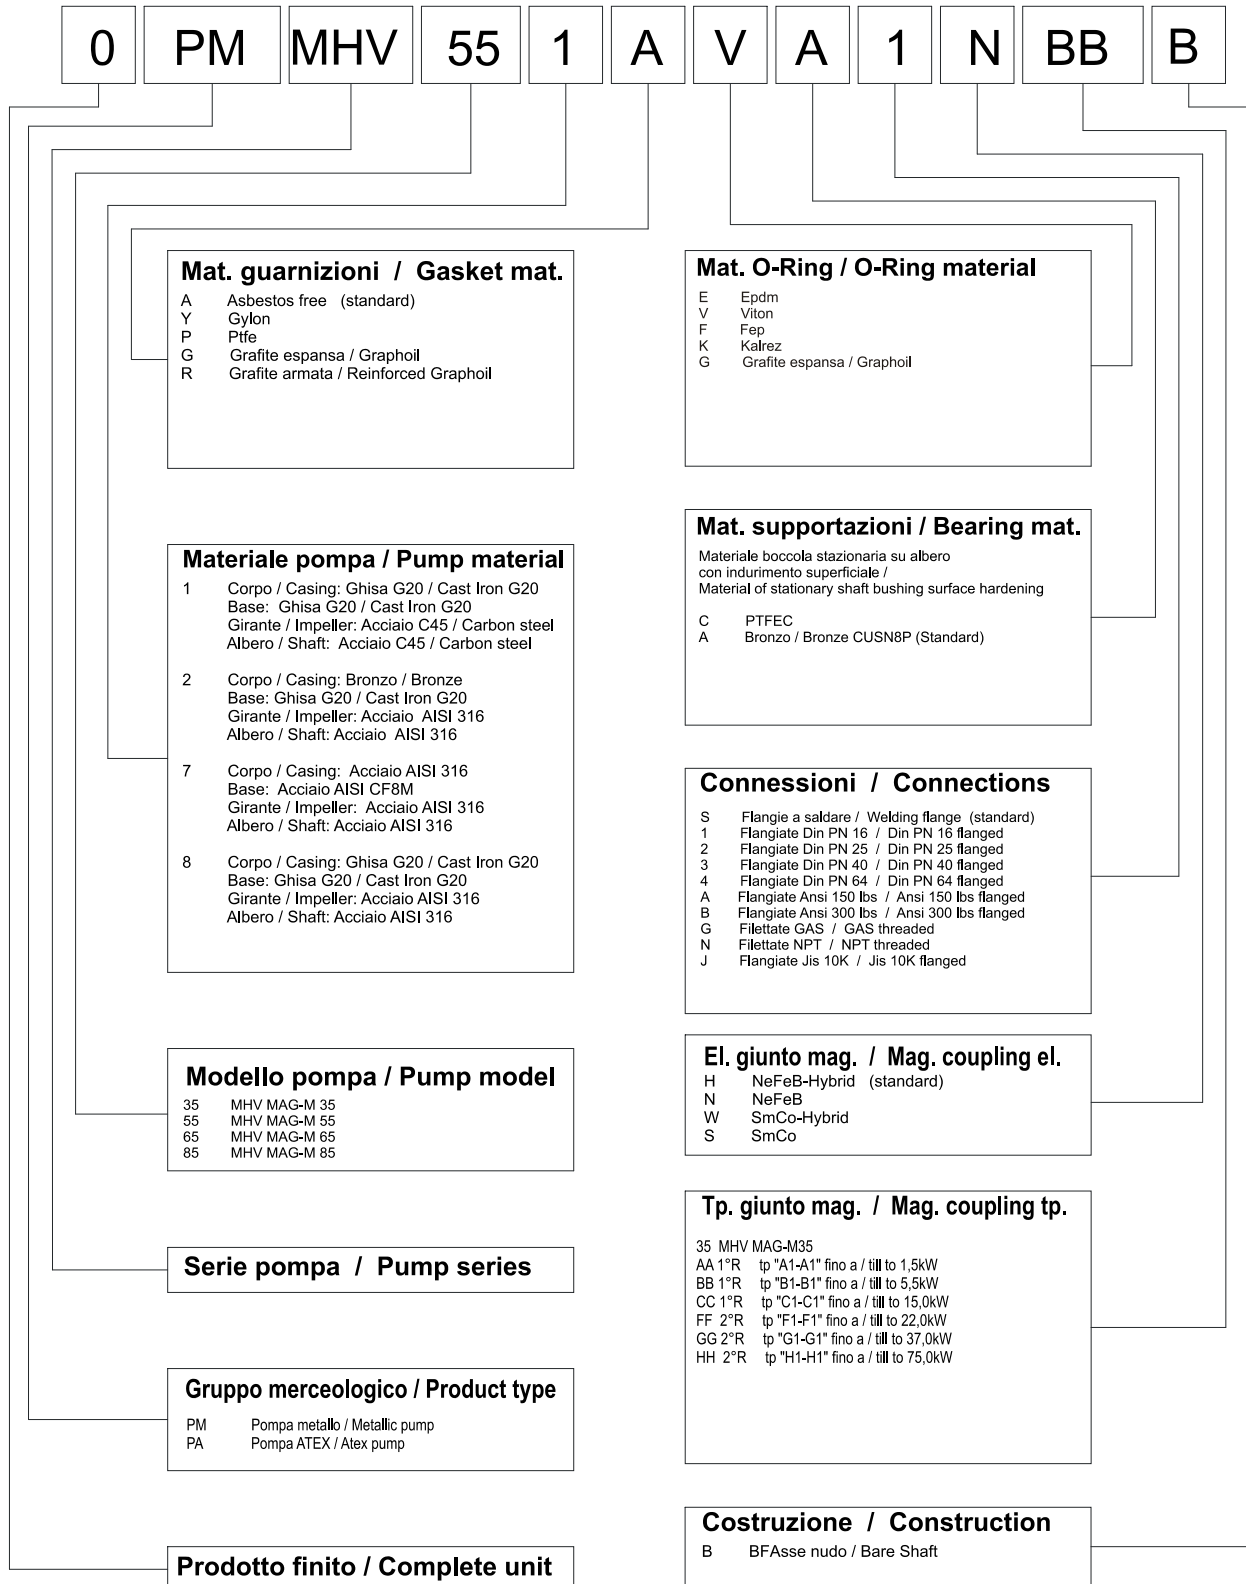 0 PM MHV 55 1 A V A 1 N BB B
Mat. guarnizioni / Gasket mat.
A Asbestos free (standard)
Y Gylon
P Ptfe
G Grafite espansa / Graphoil
R Grafite armata / Reinforced Graphoil
Materiale pompa / Pump material
1 Corpo / Casing: Ghisa G20 / Cast Iron G20
Base: Ghisa G20 / Cast Iron G20
Girante / Impeller: Acciaio C45 / Carbon steel
Albero / Shaft: Acciaio C45 / Carbon steel
2 Corpo / Casing: Bronzo / Bronze
Base: Ghisa G20 / Cast Iron G20
Girante / Impeller: Acciaio AISI 316
Albero / Shaft: Acciaio AISI 316
7 Corpo / Casing: Acciaio AISI 316
Base: Acciaio AISI CF8M
Girante / Impeller: Acciaio AISI 316
Albero / Shaft: Acciaio AISI 316
8 Corpo / Casing: Ghisa G20 / Cast Iron G20
Base: Ghisa G20 / Cast Iron G20
Girante / Impeller: Acciaio AISI 316
Albero / Shaft: Acciaio AISI 316
Modello pompa / Pump model
35 MHV MAG-M 35
55 MHV MAG-M 55
65 MHV MAG-M 65
85 MHV MAG-M 85
Serie pompa / Pump series
Gruppo merceologico / Product type
PM Pompa metallo / Metallic pump
PA Pompa ATEX / Atex pump
Prodotto finito / Complete unit
Mat. O-Ring / O-Ring material
E Epdm
V Viton
F Fep
K Kalrez
G Grafite espansa / Graphoil
Mat. supportazioni / Bearing mat.
Materiale boccola stazionaria su albero
con indurimento superficiale /
Material of stationary shaft bushing surface hardening
C PTFEC
A Bronzo / Bronze CUSN8P (Standard)
Connessioni / Connections
S Flangie a saldare / Welding flange (standard)
1 Flangiate Din PN 16 / Din PN 16 flanged
2 Flangiate Din PN 25 / Din PN 25 flanged
3 Flangiate Din PN 40 / Din PN 40 flanged
4 Flangiate Din PN 64 / Din PN 64 flanged
A Flangiate Ansi 150 lbs / Ansi 150 lbs flanged
B Flangiate Ansi 300 lbs / Ansi 300 lbs flanged
G Filettate GAS / GAS threaded
N Filettate NPT / NPT threaded
J Flangiate Jis 10K / Jis 10K flanged
El. giunto mag. / Mag. coupling el.
H NeFeB-Hybrid (standard)
N NeFeB
W SmCo-Hybrid
S SmCo
Tp. giunto mag. / Mag. coupling tp.
35 MHV MAG-M35
AA 1°R tp "A1-A1" fino a / till to 1,5kW
BB 1°R tp "B1-B1" fino a / till to 5,5kW
CC 1°R tp "C1-C1" fino a / till to 15,0kW
FF 2°R tp "F1-F1" fino a / till to 22,0kW
GG 2°R tp "G1-G1" fino a / till to 37,0kW
HH 2°R tp "H1-H1" fino a / till to 75,0kW
Costruzione / Construction
B BFAsse nudo / Bare Shaft